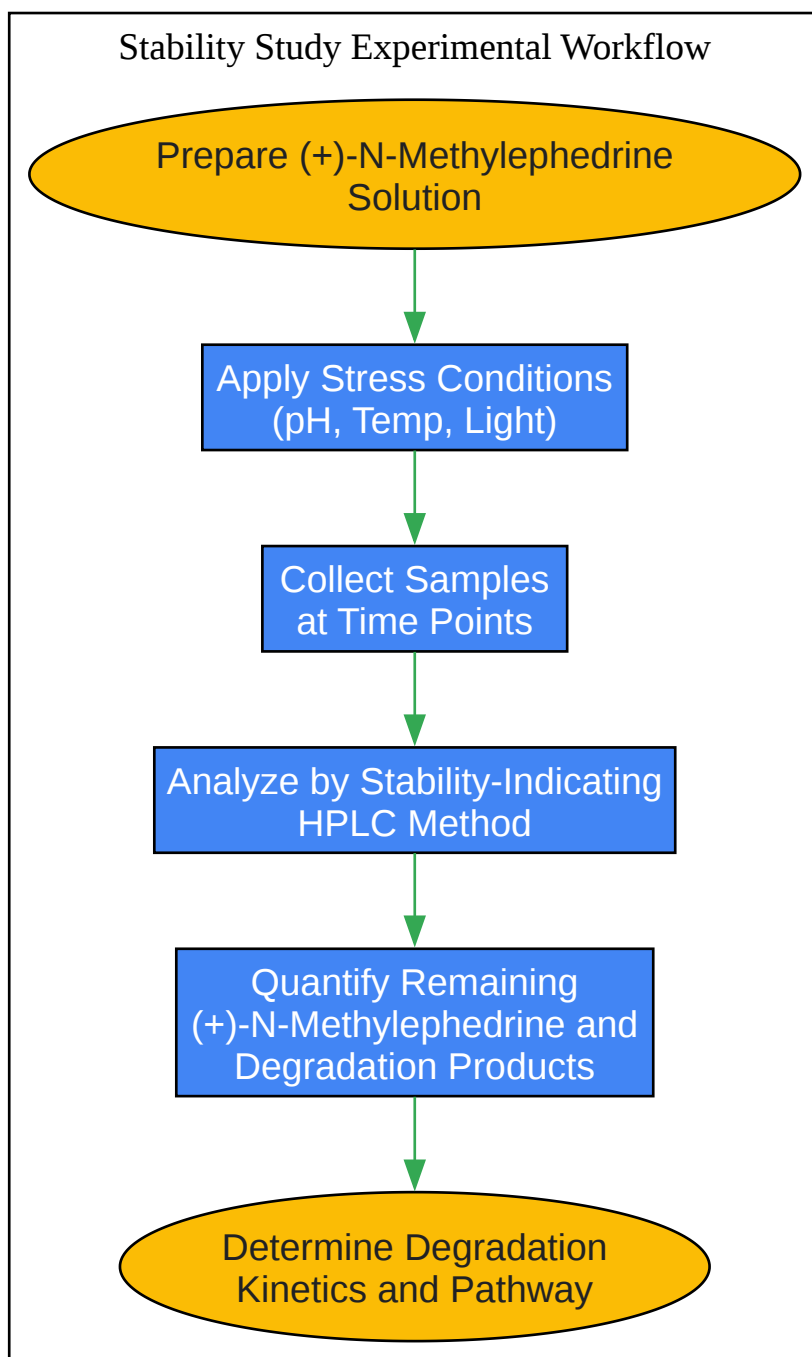 Stability Study Experimental Workflow
Prepare (+)-N-Methylephedrine
Solution
Apply Stress Conditions
(pH, Temp, Light)
Collect Samples
at Time Points
Analyze by Stability-Indicating
HPLC Method
Quantify Remaining
(+)-N-Methylephedrine and
Degradation Products
Determine Degradation
Kinetics and Pathway